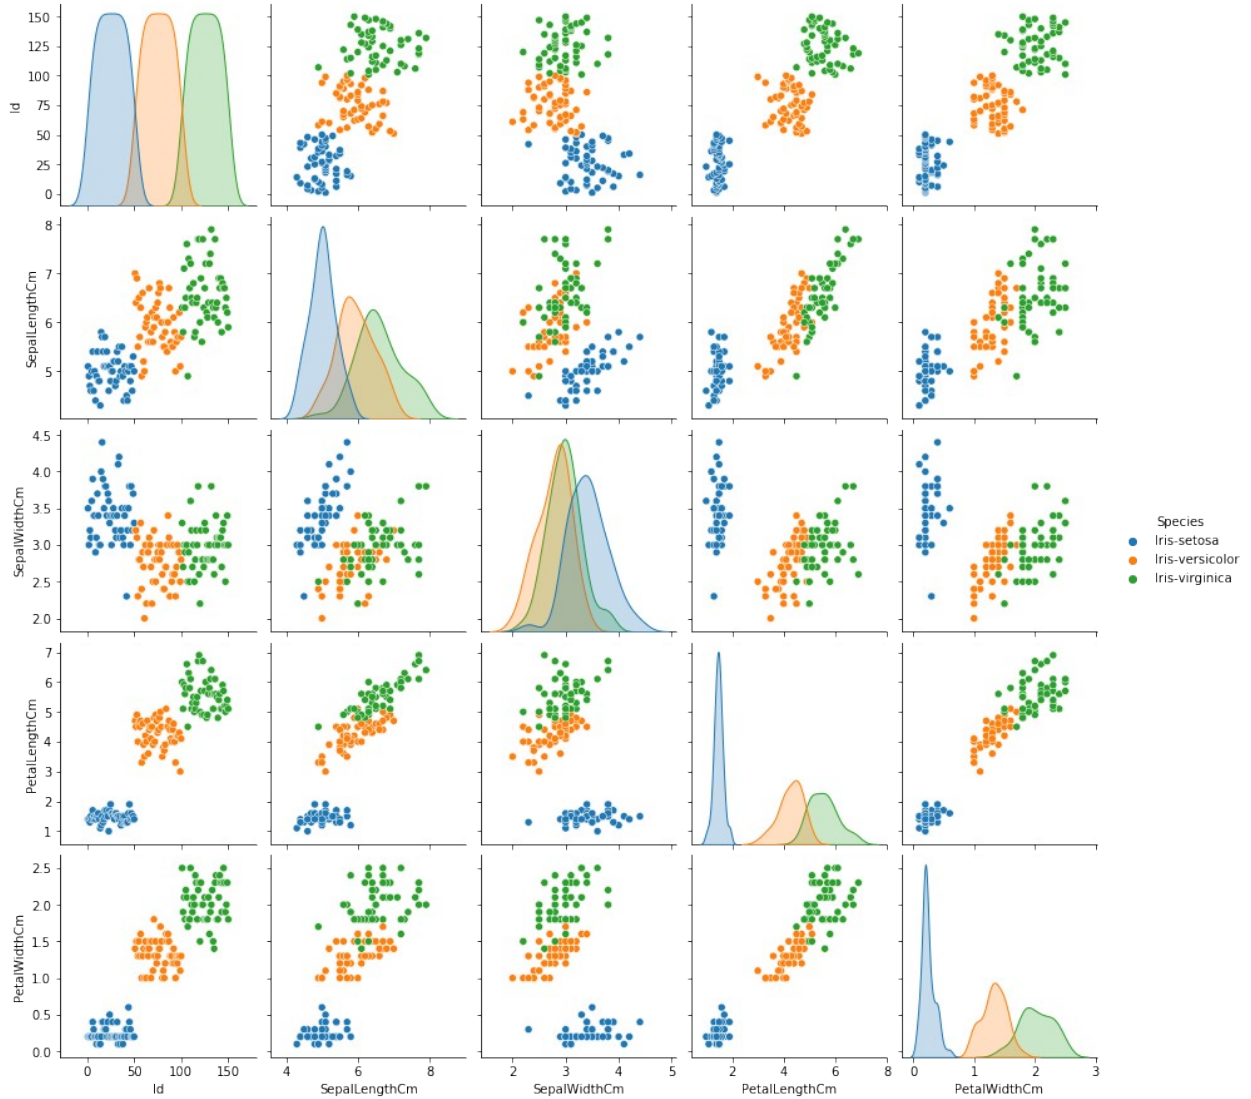 150
125
100
75
50
25
0
Id
8
7
6
5
SepalLengthCm
4.5
4.0
3.5
3.0
2.5
2.0
SepalWidthCm
Species
Iris-setosa
Iris-versicolor
Iris-virginica
7
6
5
4
3
2
1
PetalLengthCm
2.5
2.0
1.5
1.0
0.5
0.0
PetalWidthCm
0 50 100 150
Id
4 6 8
SepalLengthCm
2 3 4 5
SepalWidthCm
0 2 4 6 8
PetalLengthCm
0 1 2 3
PetalWidthCm